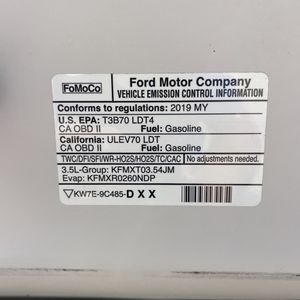 FoMoCo
Ford Motor Company
VEHICLE EMISSION CONTROL INFORMATION
Conforms to regulations: 2019 MY
U.S. EPA: T3B70 LDT4
CA OBD II Fuel: Gasoline
California: ULEV70 LDT
CA OBD II Fuel: Gasoline
TWC/DFI/SFI/WR-HO2S/HO2S/TC/CAC No adjustments needed.
3.5L-Group: KFMXT03.54JM
Evap: KFMXR0260NDP
KW7E-9C485-DXX